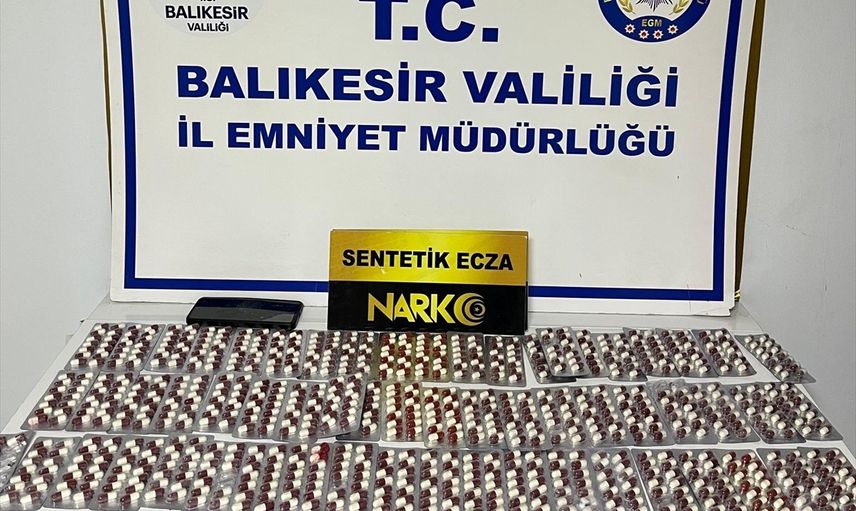 T.C.
BALIKESİR
VALİLİĞİ
BALIKESİR VALİLİĞİ
İL EMNİYET MÜDÜRLÜĞÜ
EGM
SENTETİK ECZA
NARKO